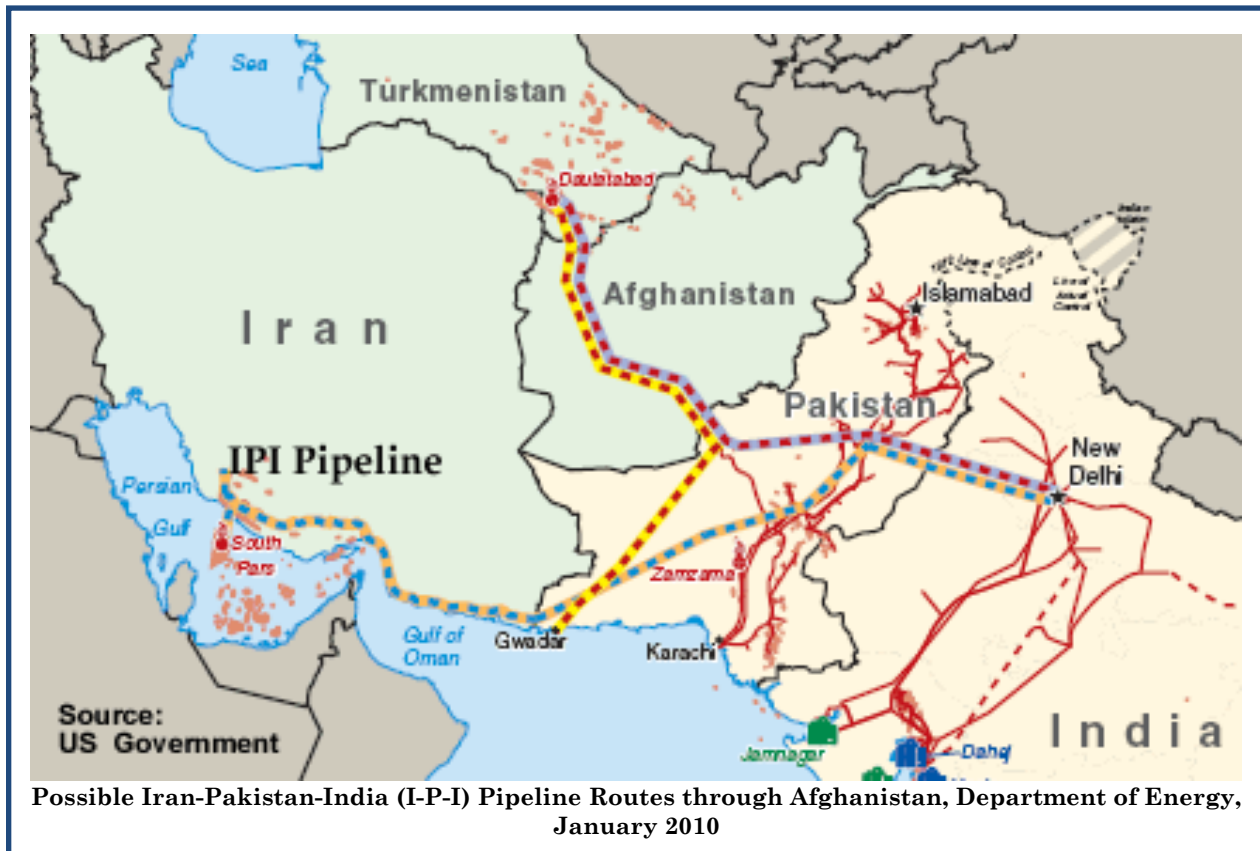 Sea
Turkmenistan
Dauletabad
Afghanistan
Iran
Islamabad
Pakistan
IPI Pipeline
New
Delhi
Persian
Gulf
South
Pars
Zamzama
Gulf of
Oman
Gwadar
Karachi
Source:
US Government
India
Jamnagar
Dahej
Possible Iran-Pakistan-India (I-P-I) Pipeline Routes through Afghanistan, Department of Energy,
January 2010